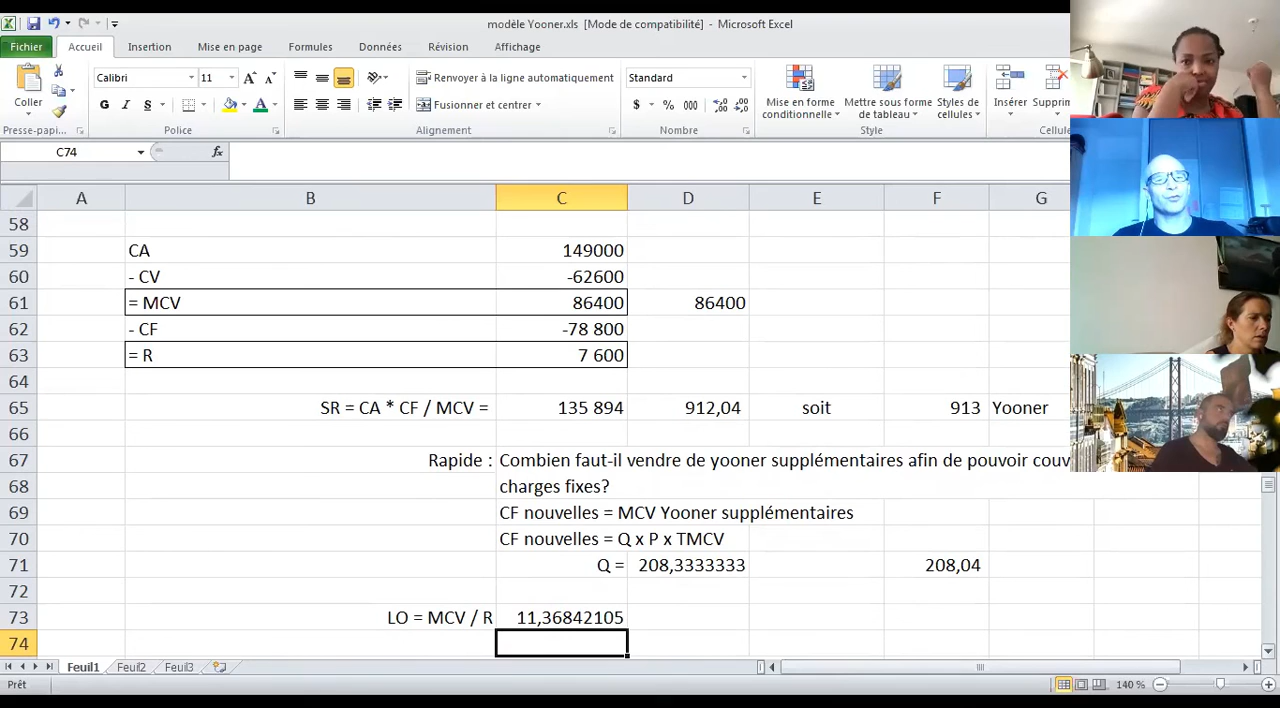 modèle Yooner.xls [Mode de compatibilité] - Microsoft Excel
Fichier Accueil Insertion Mise en page Formules Données Révision Affichage
Calibri 11 Renvoyer à la ligne automatiquement Standard
Coller G I S Fusionner et centrer $ % 000 Mise en forme conditionnelle Mettre sous forme de tableau Styles de cellules Insérer Supprim
Presse-papi... Police Alignement Nombre Style Cellule
C74 fx
A B C D E F G
58
59 CA 149000
60 - CV -62600
61 = MCV 86400 86400
62 - CF -78 800
63 = R 7 600
64
65 SR = CA * CF / MCV = 135 894 912,04 soit 913 Yooner
66
67 Rapide : Combien faut-il vendre de yooner supplémentaires afin de pouvoir couv
68 charges fixes?
69 CF nouvelles = MCV Yooner supplémentaires
70 CF nouvelles = Q x P x TMCV
71 Q = 208,3333333 208,04
72
73 LO = MCV / R 11,36842105
74
Feuil1 Feuil2 Feuil3
Prêt 140 %